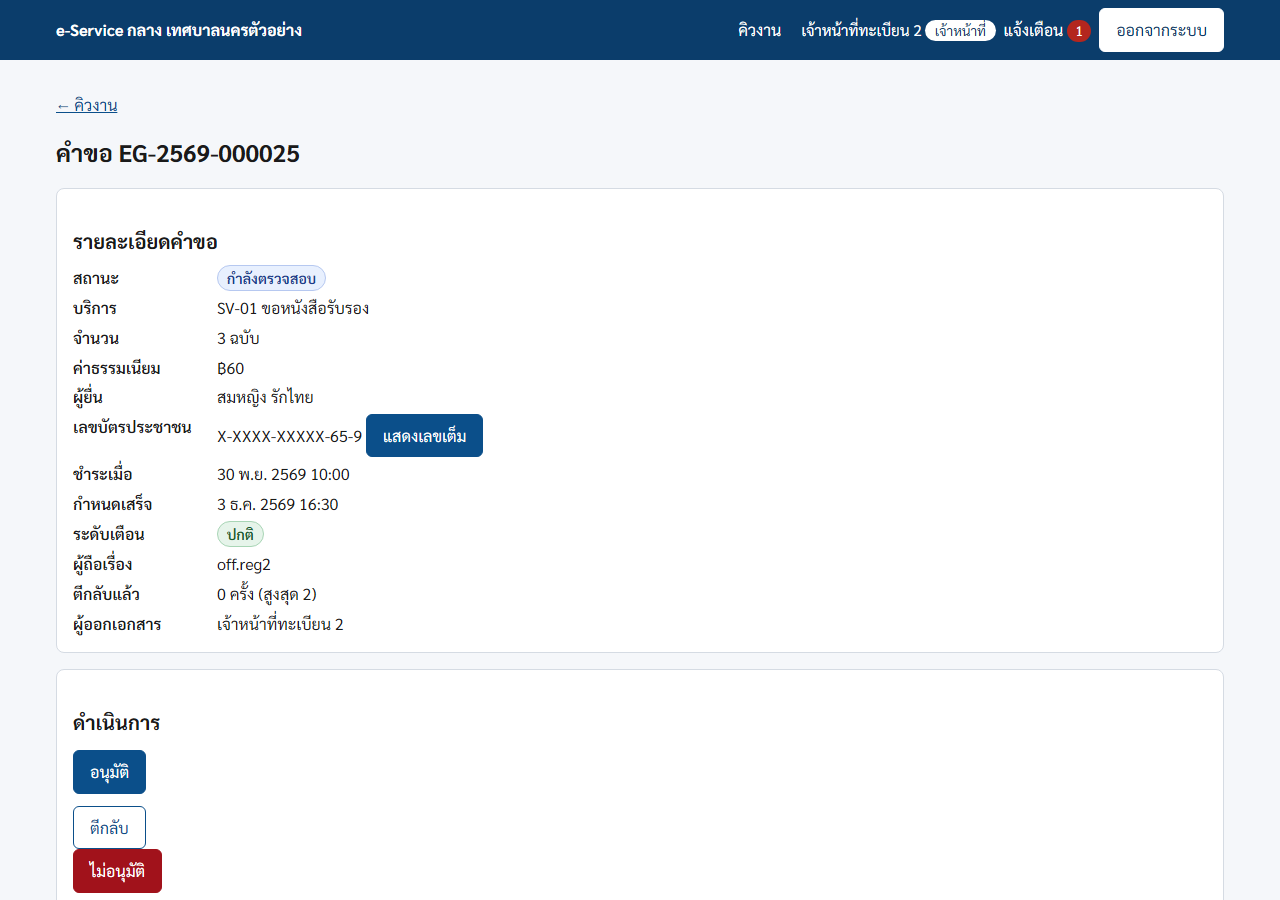 e-Service กลาง เทศบาลนครตัวอย่าง
คิวงาน เจ้าหน้าที่ทะเบียน 2 เจ้าหน้าที่ แจ้งเตือน 1 ออกจากระบบ
← คิวงาน
คำขอ EG-2569-000025
รายละเอียดคำขอ
สถานะ กำลังตรวจสอบ
บริการ SV-01 ขอหนังสือรับรอง
จำนวน 3 ฉบับ
ค่าธรรมเนียม ฿60
ผู้ยื่น สมหญิง รักไทย
เลขบัตรประชาชน X-XXXX-XXXXX-65-9 แสดงเลขเต็ม
ชำระเมื่อ 30 พ.ย. 2569 10:00
กำหนดเสร็จ 3 ธ.ค. 2569 16:30
ระดับเตือน ปกติ
ผู้ถือเรื่อง off.reg2
ตีกลับแล้ว 0 ครั้ง (สูงสุด 2)
ผู้ออกเอกสาร เจ้าหน้าที่ทะเบียน 2
ดำเนินการ
อนุมัติ
ตีกลับ
ไม่อนุมัติ